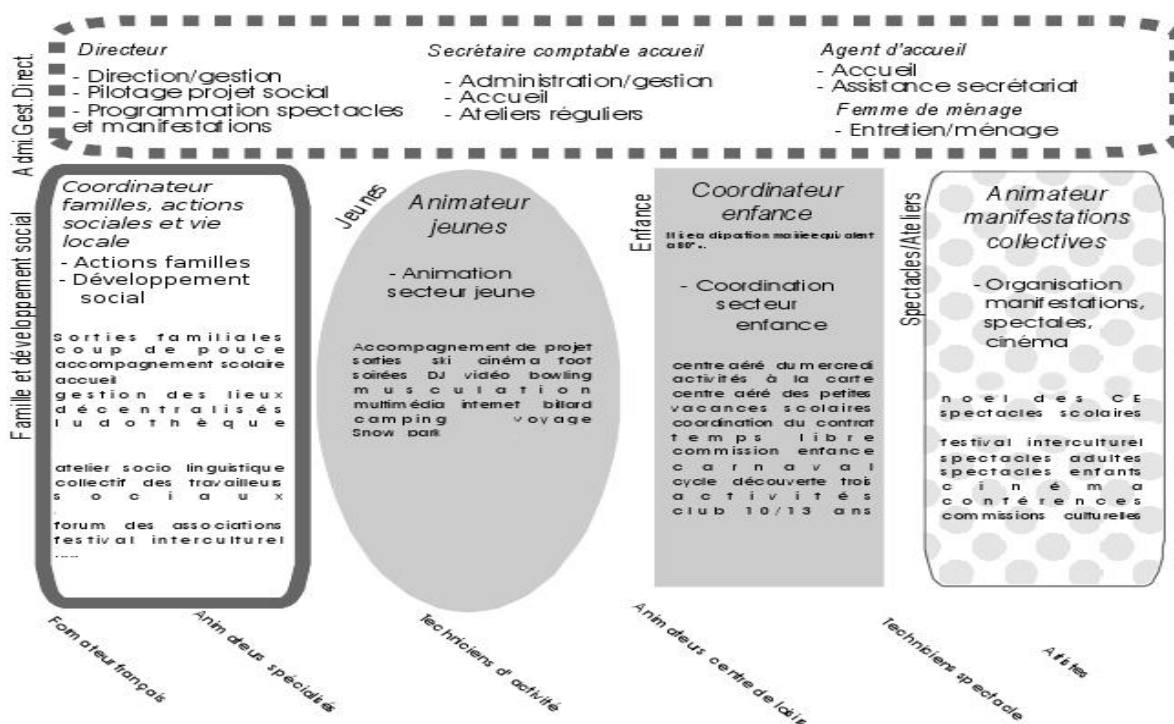 Admi.Gest.Direct.
Directeur
- Direction/gestion
- Pilotage projet social
- Programmation spectacles
et manifestations
Secrétaire comptable accueil
- Administration/gestion
- Accueil
- Ateliers réguliers
Agent d'accueil
- Accueil
- Assistance secrétariat
Femme de ménage
- Entretien/ménage
Famille et développement social
Coordinateur
familles, actions
sociales et vie
locale
- Actions familles
- Développement
social
Sorties familiales
coup de pouce
accompagnement scolaire
accueil
gestion des lieux
décentralisés
ludothèque
atelier socio linguistique
collectif des travailleurs
sociaux
forum des associations
festival interculturel
....
Jeunes
Animateur
jeunes
- Animation
secteur jeune
Accompagnement de projet
sorties ski cinéma foot
soirées DJ vidéo bowling
musculation
multimédia internet billard
camping voyage
Snow park
Enfance
Coordinateur
enfance
- Coordination
secteur
enfance
centre aéré du mercredi
activités à la carte
centre aéré des petites
vacances scolaires
coordination du contrat
temps libre
commission enfance
carnaval
cycle découverte trois
activités
club 10/13 ans
Spectacles/Ateliers
Animateur
manifestations
collectives
- Organisation
manifestations,
spectales,
cinéma
noel des CE
spectacles scolaires
festival interculturel
spectacles adultes
spectacles enfants
cinéma
conférences
commissions culturelles
Formateur français
Animateurs spécialisés
Techniciens d'activité
Animateurs centre de loisir
Techniciens spectacle
Artistes